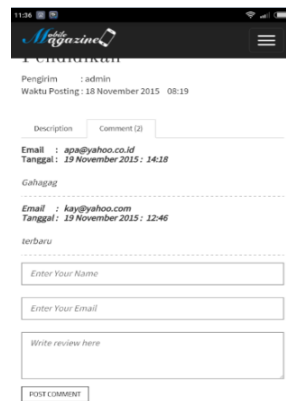 11:36
Mobile
Magazine
Pendidikan
Pengirim : admin
Waktu Posting : 18 November 2015 08:19
Description Comment (2)
Email : apa@yahoo.co.id
Tanggal : 19 November 2015 : 14:18
Gahagag
Email : kay@yahoo.com
Tanggal : 19 November 2015 : 12:46
terbaru
Enter Your Name
Enter Your Email
Write review here
POST COMMENT